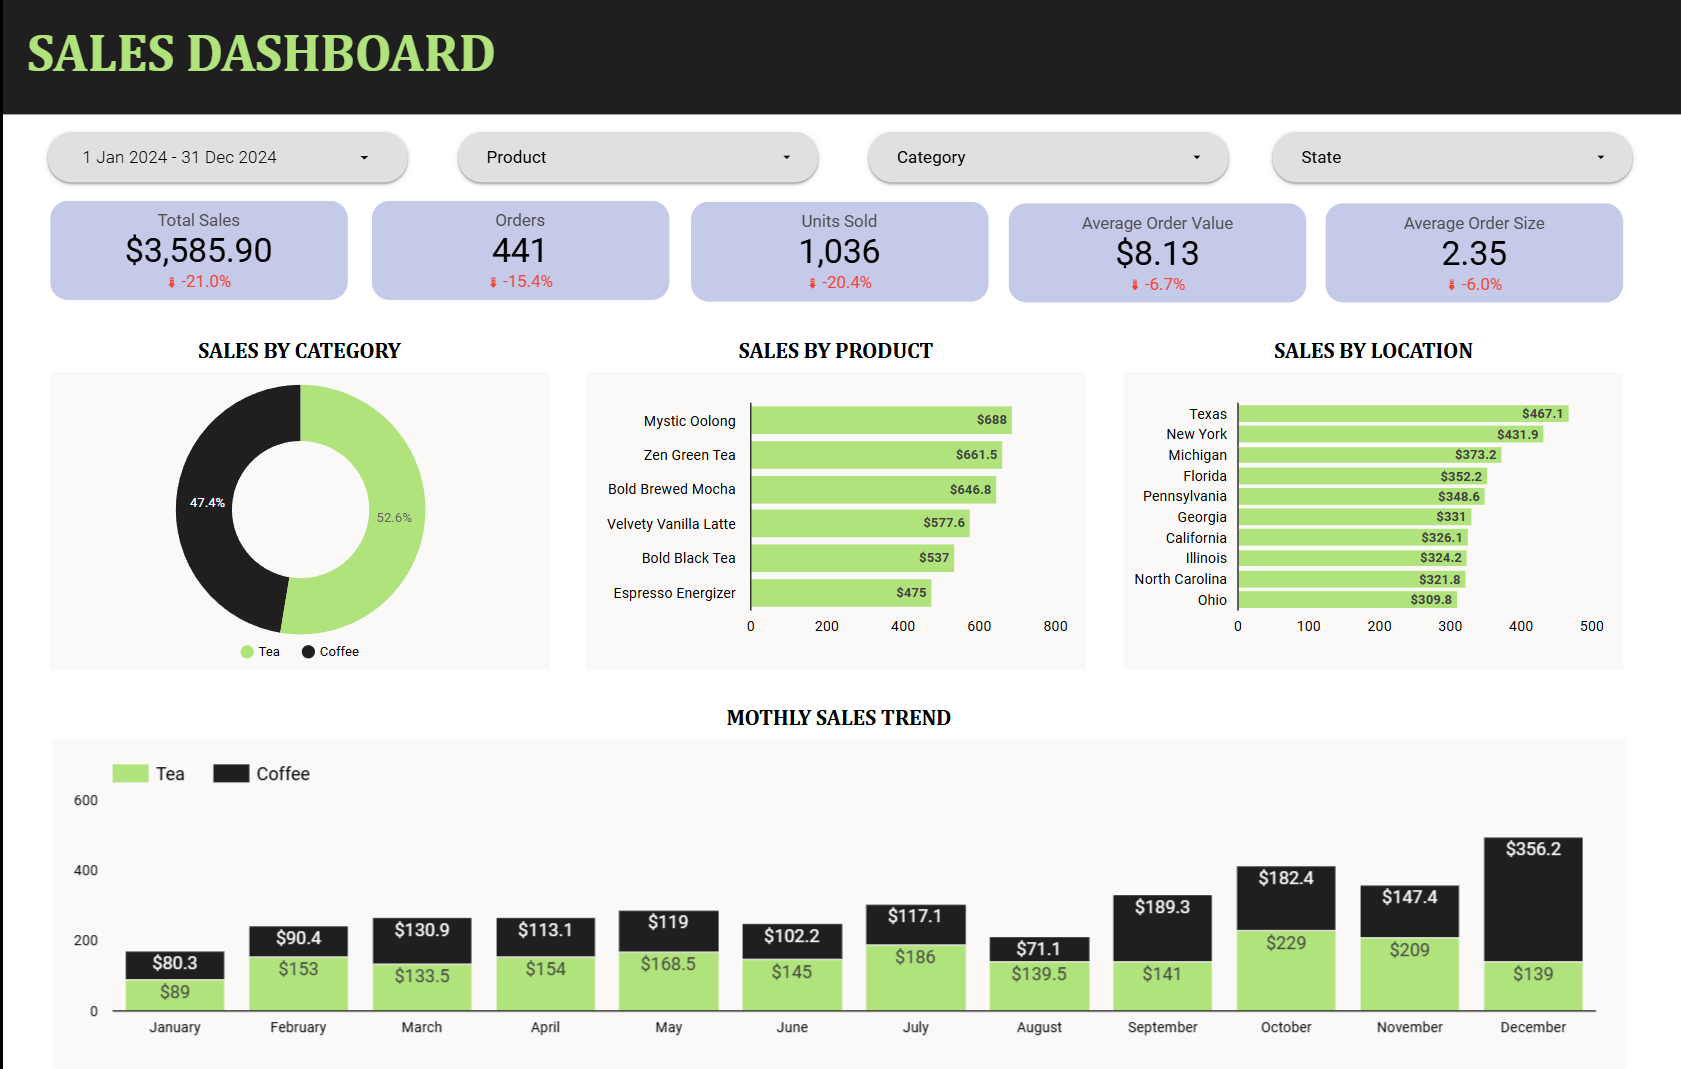 SALES DASHBOARD
1 Jan 2024 - 31 Dec 2024
Product
Category
State
Total Sales
$3,585.90
-21.0%
Orders
441
-15.4%
Units Sold
1,036
-20.4%
Average Order Value
$8.13
-6.7%
Average Order Size
2.35
-6.0%
SALES BY CATEGORY
47.4%
52.6%
Tea
Coffee
SALES BY PRODUCT
Mystic Oolong $688
Zen Green Tea $661.5
Bold Brewed Mocha $646.8
Velvety Vanilla Latte $577.6
Bold Black Tea $537
Espresso Energizer $475
0 200 400 600 800
SALES BY LOCATION
Texas $467.1
New York $431.9
Michigan $373.2
Florida $352.2
Pennsylvania $348.6
Georgia $331
California $326.1
Illinois $324.2
North Carolina $321.8
Ohio $309.8
0 100 200 300 400 500
MOTHLY SALES TREND
Tea Coffee
600
400
200
0
$80.3 $90.4 $130.9 $113.1 $119 $102.2 $117.1 $71.1 $189.3 $182.4 $147.4 $356.2
$89 $153 $133.5 $154 $168.5 $145 $186 $139.5 $141 $229 $209 $139
January February March April May June July August September October November December